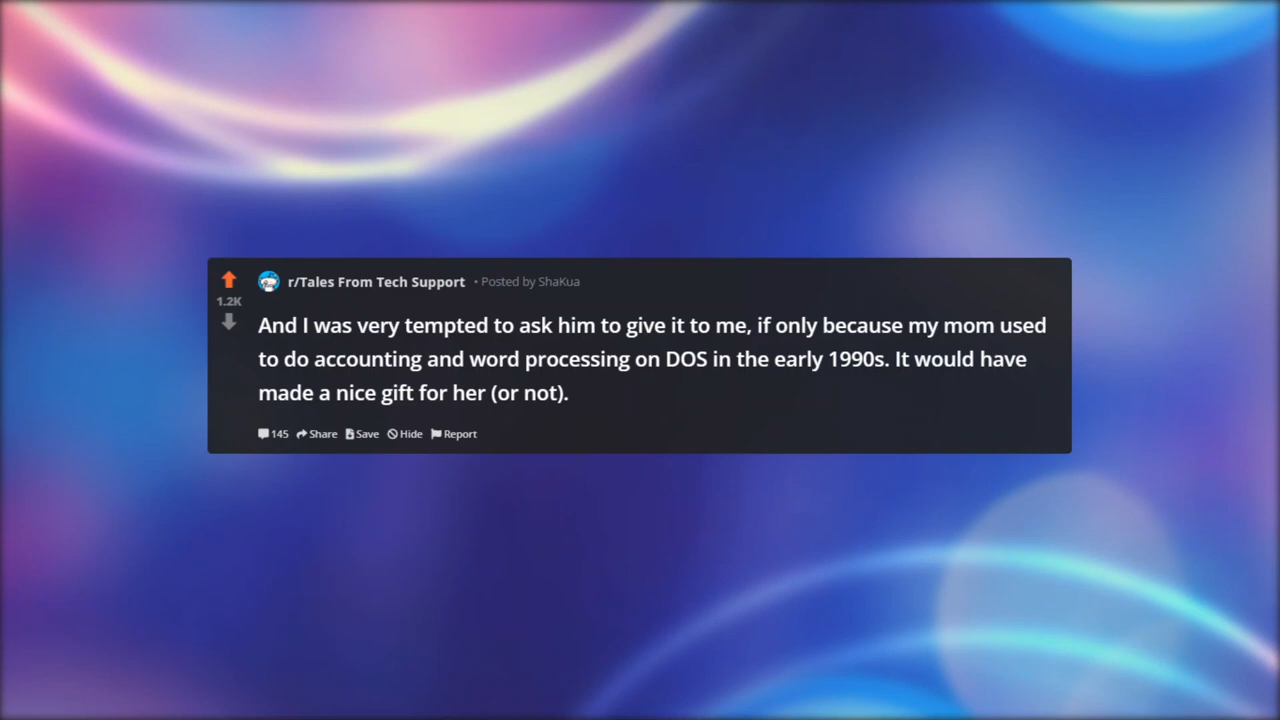 r/Tales From Tech Support • Posted by ShaKua
1.2K
And I was very tempted to ask him to give it to me, if only because my mom used
to do accounting and word processing on DOS in the early 1990s. It would have
made a nice gift for her (or not).
145 Share Save Hide Report